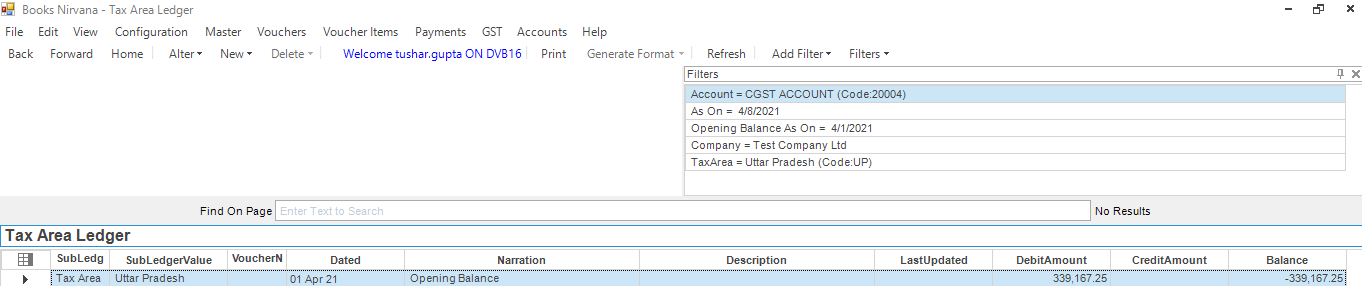 Books Nirvana - Tax Area Ledger
File Edit View Configuration Master Vouchers Voucher Items Payments GST Accounts Help
Back Forward Home Alter New Delete Welcome tushar.gupta ON DVB16 Print Generate Format Refresh Add Filter Filters
Filters
Account = CGST ACCOUNT (Code:20004)
As On = 4/8/2021
Opening Balance As On = 4/1/2021
Company = Test Company Ltd
TaxArea = Uttar Pradesh (Code:UP)
Find On Page Enter Text to Search No Results
Tax Area Ledger
SubLedg SubLedgerValue VoucherN Dated Narration Description LastUpdated DebitAmount CreditAmount Balance
Tax Area Uttar Pradesh 01 Apr 21 Opening Balance 339,167.25 -339,167.25